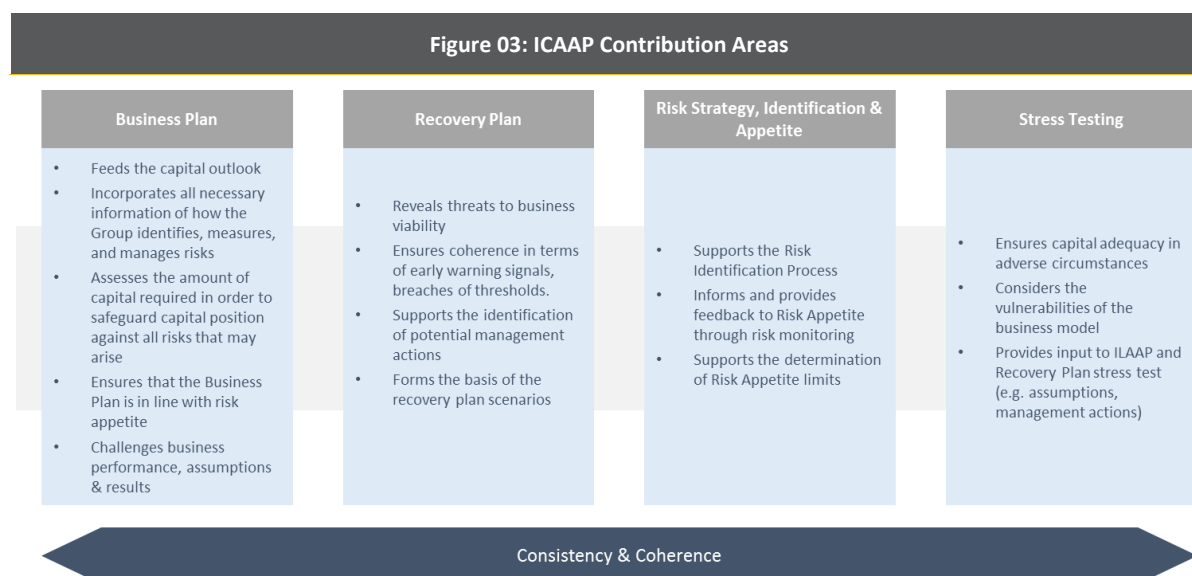 Figure 03: ICAAP Contribution Areas
Business Plan
• Feeds the capital outlook
• Incorporates all necessary
information of how the
Group identifies, measures,
and manages risks
• Assesses the amount of
capital required in order to
safeguard capital position
against all risks that may
arise
• Ensures that the Business
Plan is in line with risk
appetite
• Challenges business
performance, assumptions
& results
Recovery Plan
• Reveals threats to business
viability
• Ensures coherence in terms
of early warning signals,
breaches of thresholds.
• Supports the identification
of potential management
actions
• Forms the basis of the
recovery plan scenarios
Risk Strategy, Identification &
Appetite
• Supports the Risk
Identification Process
• Informs and provides
feedback to Risk Appetite
through risk monitoring
• Supports the determination
of Risk Appetite limits
Stress Testing
• Ensures capital adequacy in
adverse circumstances
• Considers the
vulnerabilities of the
business model
• Provides input to ILAAP and
Recovery Plan stress test
(e.g. assumptions,
management actions)
Consistency & Coherence